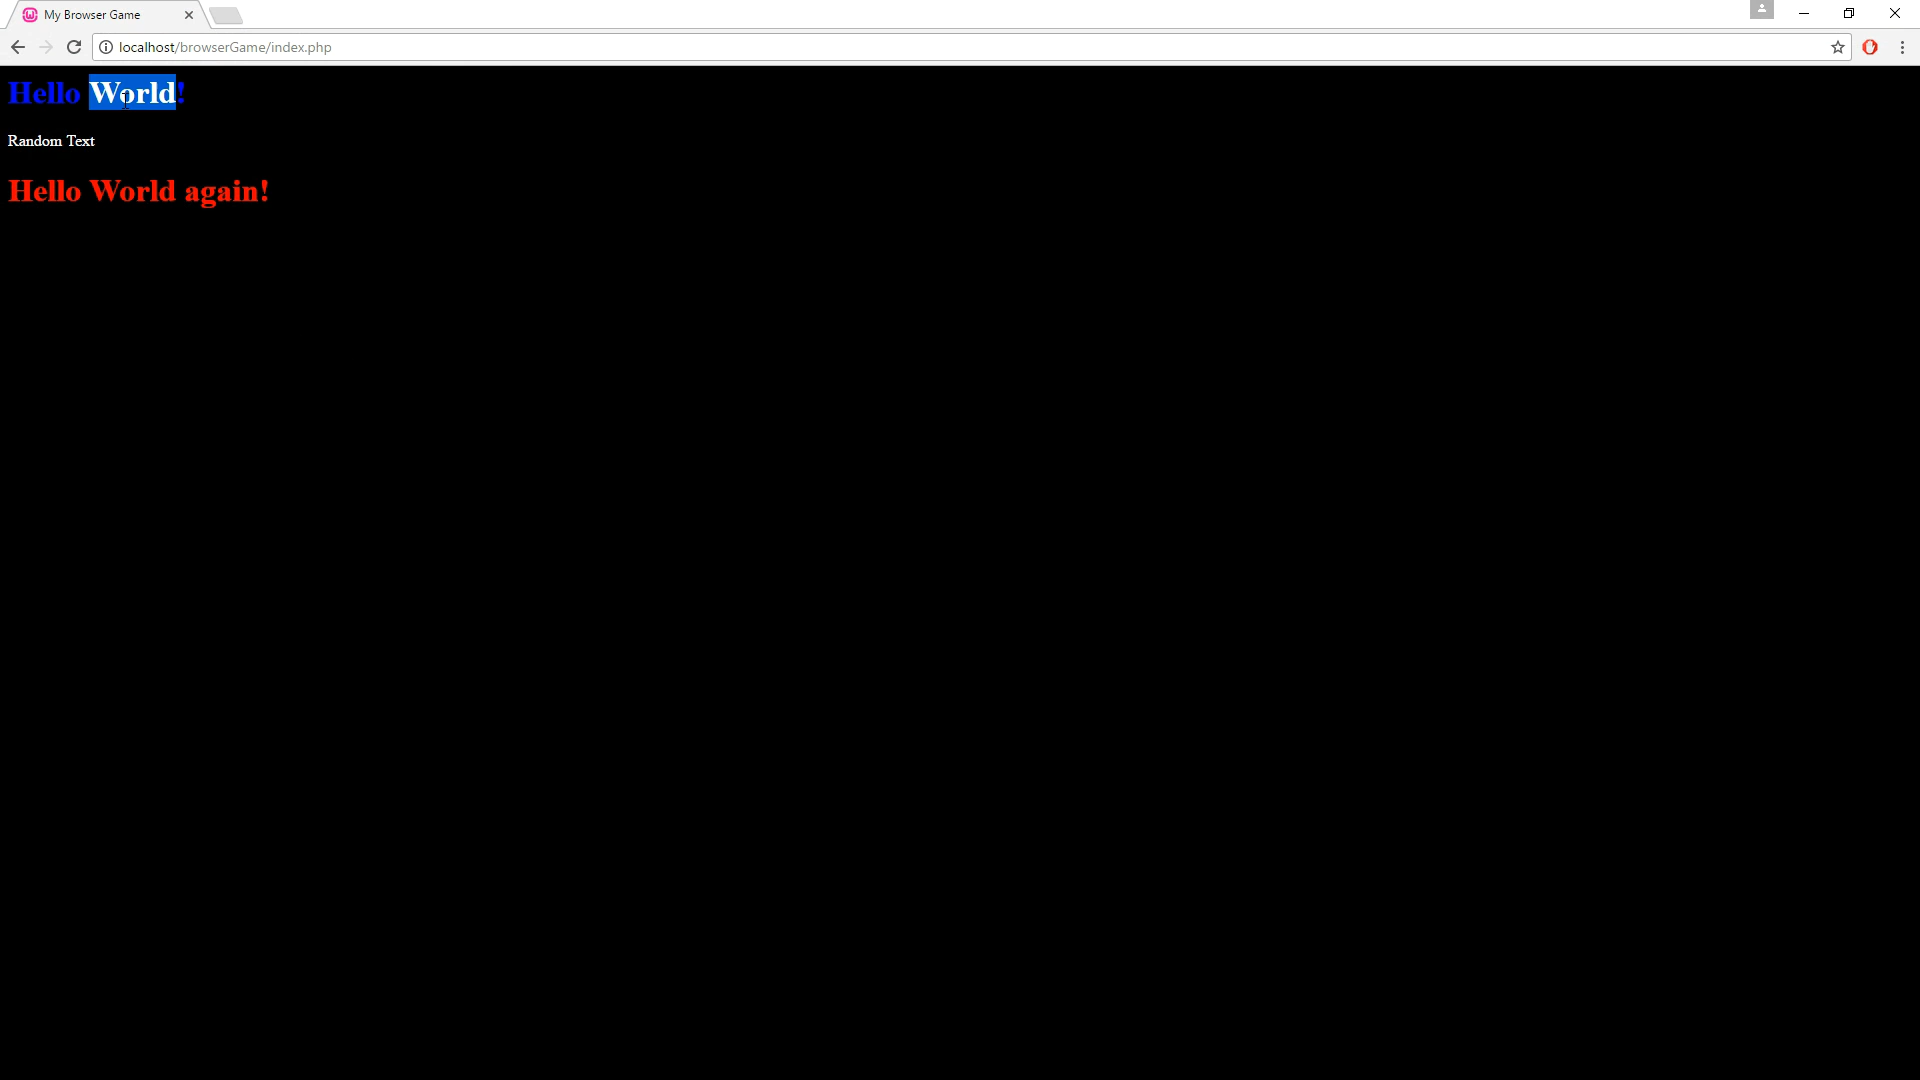 My Browser Game
localhost/browserGame/index.php
Hello World!
Random Text
Hello World again!